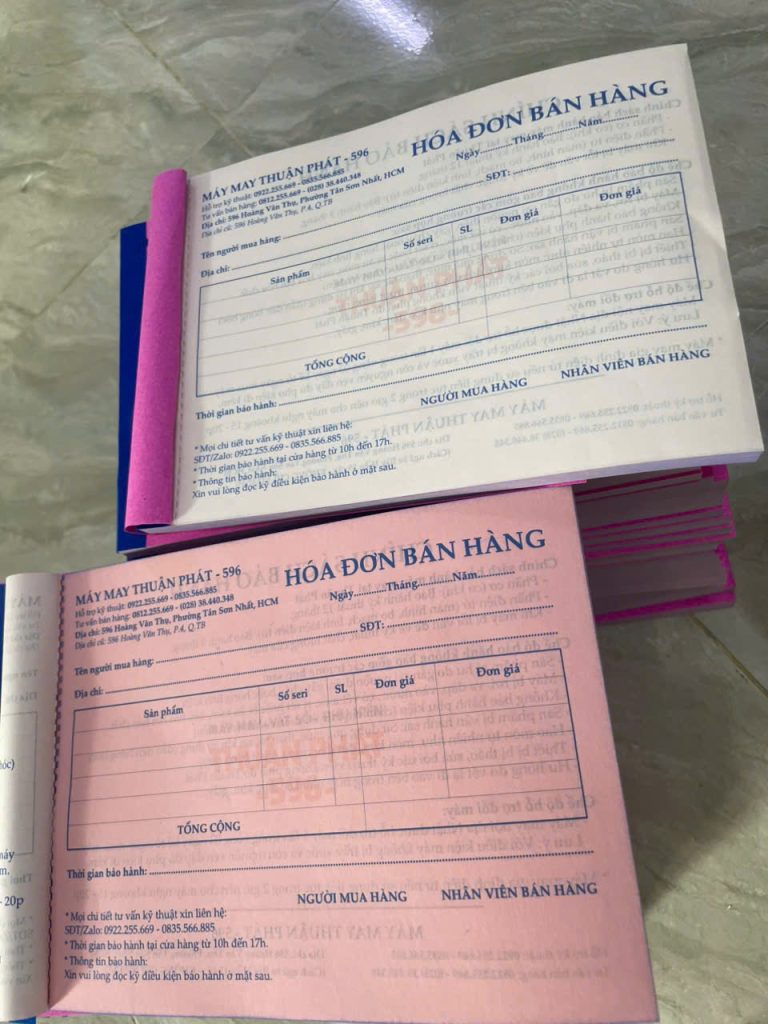 MÁY MAY THUẬN PHÁT - 596
HÓA ĐƠN BÁN HÀNG
Hỗ trợ kỹ thuật: 0922.255.669 - 0835.566.885
Ngày...........Tháng...........Năm...........
Tư vấn bán hàng: 0812.255.669 - (028) 38.440.348
Địa chỉ: 596 Hoàng Văn Thụ, Phường Tân Sơn Nhất, HCM
Địa chỉ cũ: 596 Hoàng Văn Thụ, P.4, Q.TB
Tên người mua hàng: SĐT:
Địa chỉ:
Sản phẩm Số seri SL Đơn giá Đơn giá
TỔNG CỘNG
Thời gian bảo hành:
NGƯỜI MUA HÀNG NHÂN VIÊN BÁN HÀNG
* Mọi chi tiết tư vấn kỹ thuật xin liên hệ:
SĐT/Zalo: 0922.255.669 - 0835.566.885.
* Thời gian bảo hành tại cửa hàng từ 10h đến 17h.
* Thông tin bảo hành:
Xin vui lòng đọc kỹ điều kiện bảo hành ở mặt sau.
MÁY MAY THUẬN PHÁT - 596
HÓA ĐƠN BÁN HÀNG
Hỗ trợ kỹ thuật: 0922.255.669 - 0835.566.885
Ngày...........Tháng...........Năm...........
Tư vấn bán hàng: 0812.255.669 - (028) 38.440.348
Địa chỉ: 596 Hoàng Văn Thụ, Phường Tân Sơn Nhất, HCM
Địa chỉ cũ: 596 Hoàng Văn Thụ, P.4, Q.TB
Tên người mua hàng: SĐT:
Địa chỉ:
Sản phẩm Số seri SL Đơn giá Đơn giá
TỔNG CỘNG
Thời gian bảo hành:
NGƯỜI MUA HÀNG NHÂN VIÊN BÁN HÀNG
* Mọi chi tiết tư vấn kỹ thuật xin liên hệ:
SĐT/Zalo: 0922.255.669 - 0835.566.885.
* Thời gian bảo hành tại cửa hàng từ 10h đến 17h.
* Thông tin bảo hành:
Xin vui lòng đọc kỹ điều kiện bảo hành ở mặt sau.
- 20p